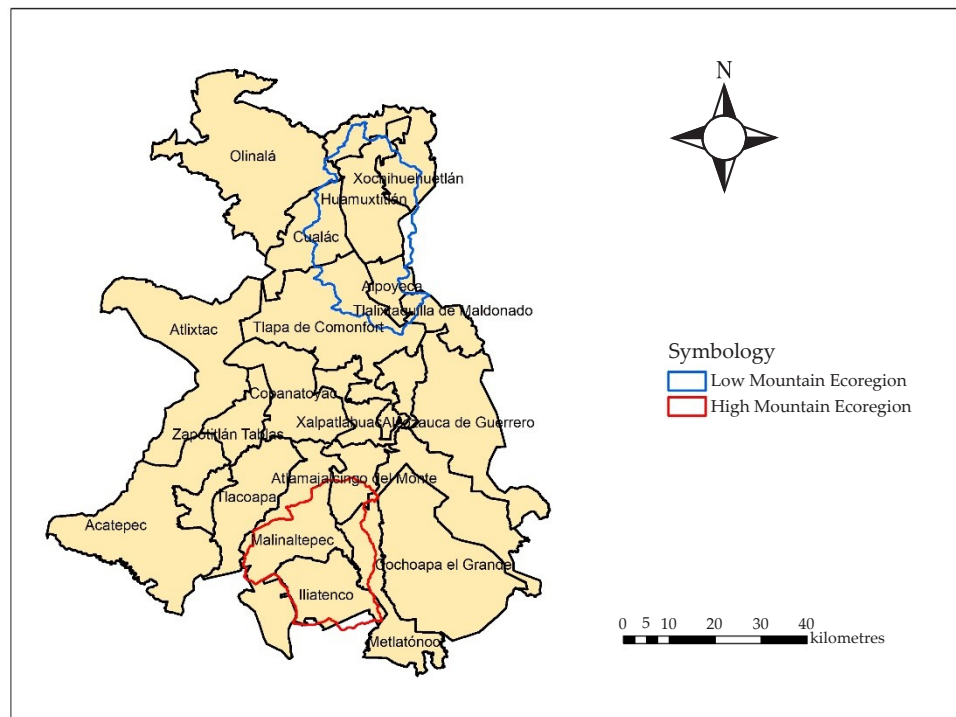 N
Olinalá
Xochihuehuetlán
Huamuxtitlán
Cualác
Alpoyeca
Tlalixtaquilla de Maldonado
Atlixtac
Tlapa de Comonfort
Symbology
Low Mountain Ecoregion
High Mountain Ecoregion
Copanatoyac
Xalpatláhuac
Alcozauca de Guerrero
Zapotitlán Tablas
Atlamajalcingo del Monte
Tlacoapa
Acatepec
Malinaltepec
Cochoapa el Grande
Iliatenco
Metlatónoc
0 5 10 20 30 40
kilometres